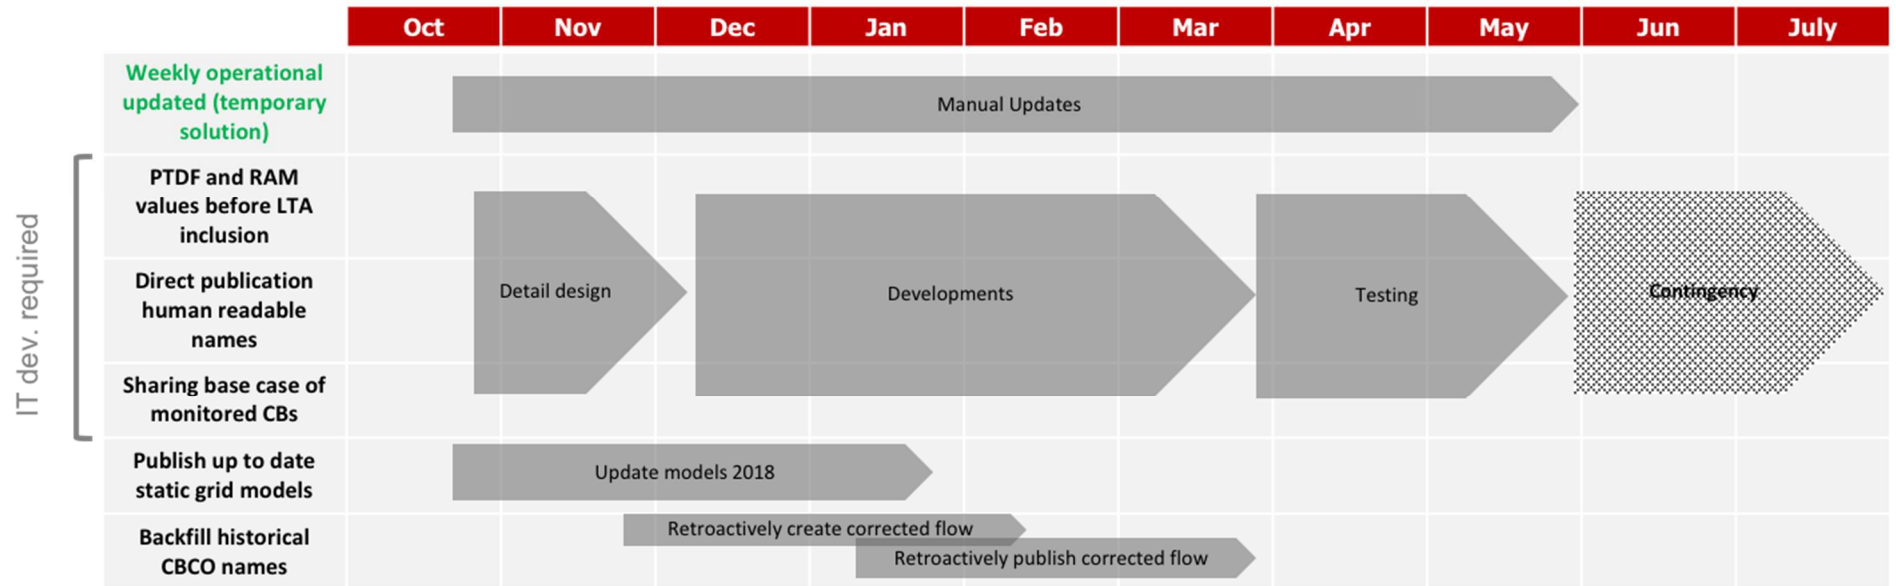 Oct Nov Dec Jan Feb Mar Apr May Jun July
Weekly operational
updated (temporary
solution)
Manual Updates
IT dev. required
PTDF and RAM
values before LTA
inclusion
Direct publication
human readable
names
Sharing base case of
monitored CBs
Detail design
Developments
Testing
Contingency
Publish up to date
static grid models
Update models 2018
Backfill historical
CBCO names
Retroactively create corrected flow
Retroactively publish corrected flow